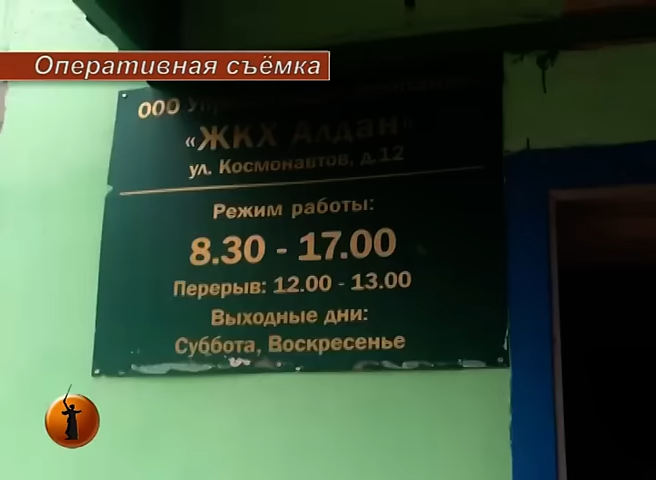 Оперативная съёмка
ООО
«ЖКХ Алдан»
ул. Космонавтов, д.12
Режим работы:
8.30 - 17.00
Перерыв: 12.00 - 13.00
Выходные дни:
Суббота, Воскресенье